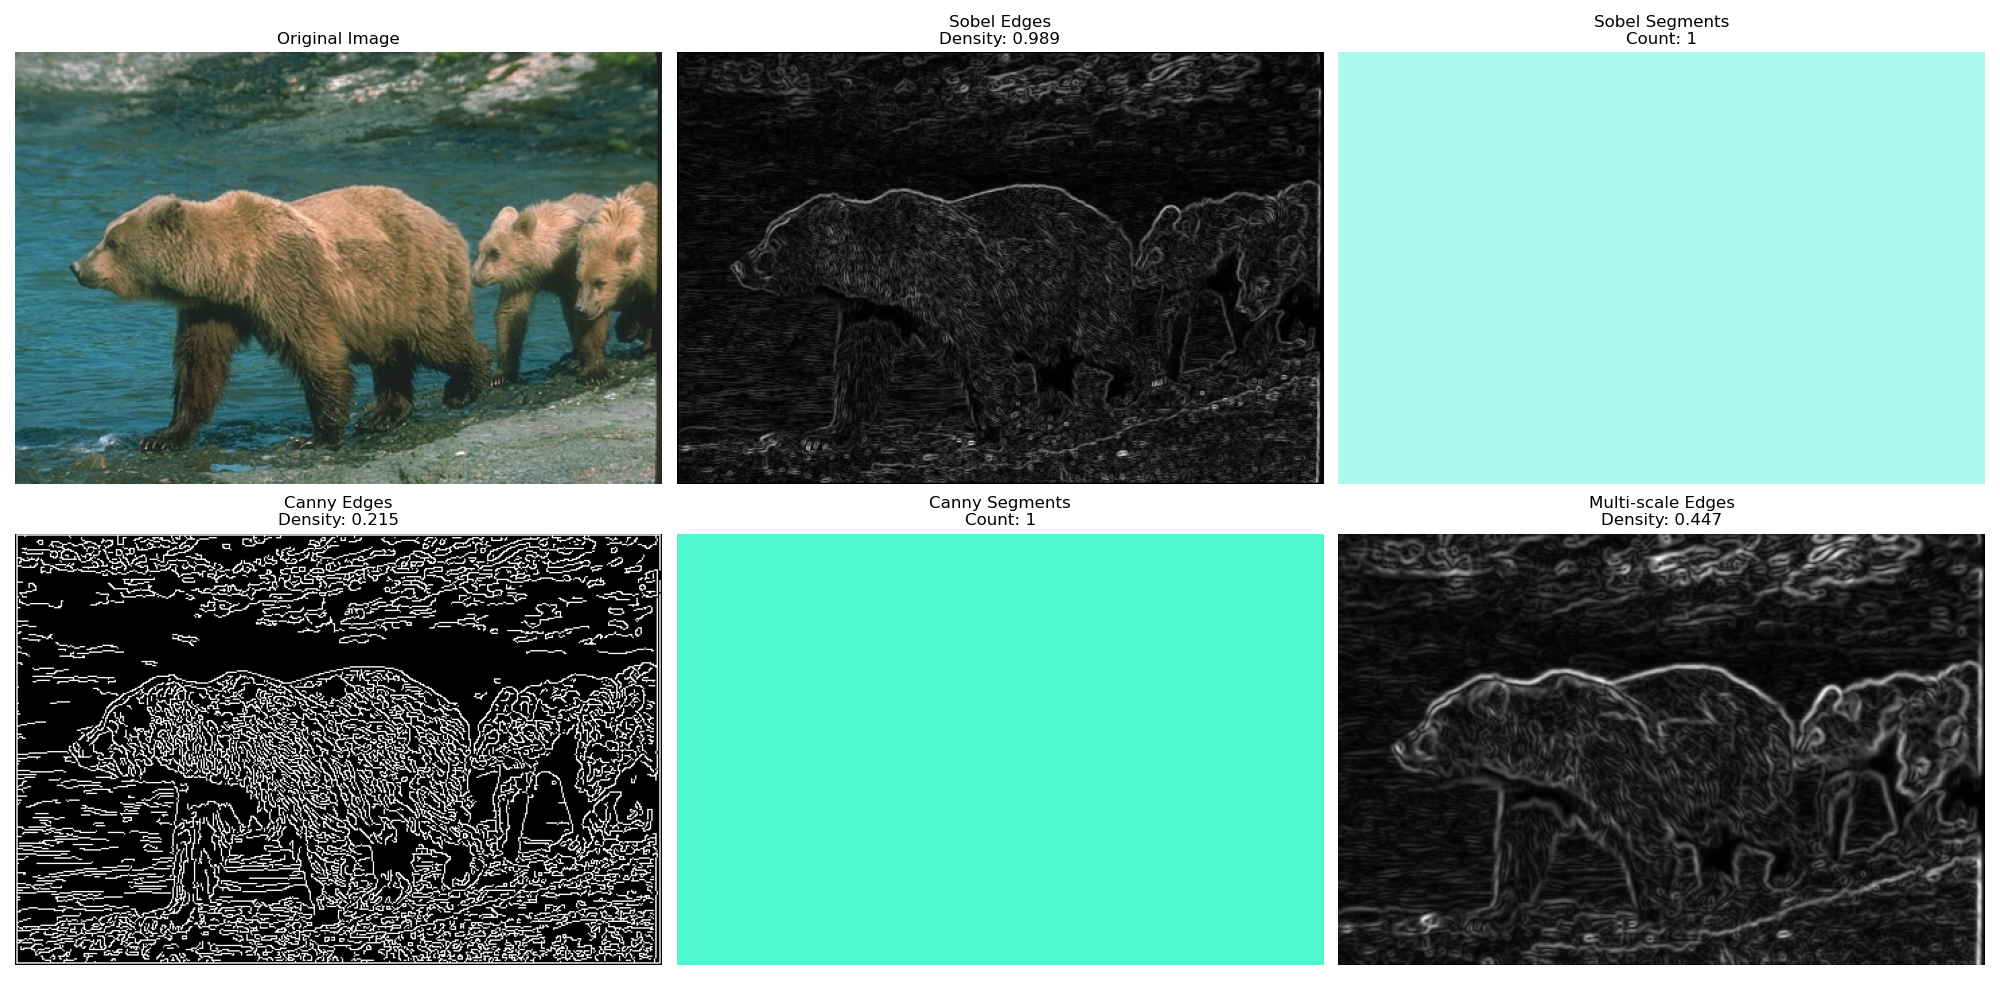 Original Image
Sobel Edges
Density: 0.989
Sobel Segments
Count: 1
Canny Edges
Density: 0.215
Canny Segments
Count: 1
Multi-scale Edges
Density: 0.447